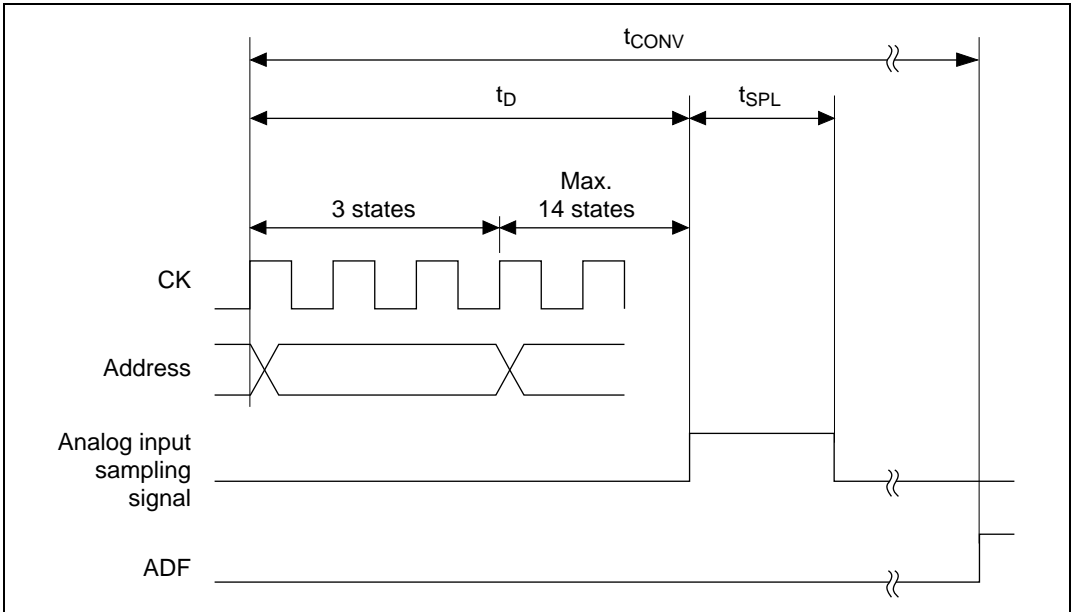 tCONV
tD
tSPL
Max.
3 states
14 states
CK
Address
Analog input
sampling
signal
ADF